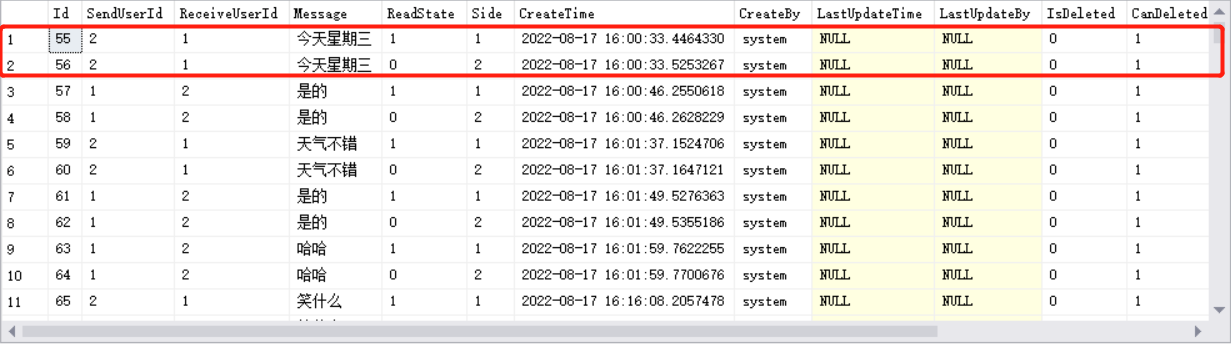 Id SendUserId ReceiveUserId Message ReadState Side CreateTime CreateBy LastUpdateTime LastUpdateBy IsDeleted CanDeleted
1 55 2 1 今天星期三 1 1 2022-08-17 16:00:33.4464330 system NULL NULL 0 1
2 56 2 1 今天星期三 0 2 2022-08-17 16:00:33.5253267 system NULL NULL 0 1
3 57 1 2 是的 1 1 2022-08-17 16:00:46.2550618 system NULL NULL 0 1
4 58 1 2 是的 0 2 2022-08-17 16:00:46.2628229 system NULL NULL 0 1
5 59 2 1 天气不错 1 1 2022-08-17 16:01:37.1524706 system NULL NULL 0 1
6 60 2 1 天气不错 0 2 2022-08-17 16:01:37.1647121 system NULL NULL 0 1
7 61 1 2 是的 1 1 2022-08-17 16:01:49.5276363 system NULL NULL 0 1
8 62 1 2 是的 0 2 2022-08-17 16:01:49.5355186 system NULL NULL 0 1
9 63 1 2 哈哈 1 1 2022-08-17 16:01:59.7622255 system NULL NULL 0 1
10 64 1 2 哈哈 0 2 2022-08-17 16:01:59.7700676 system NULL NULL 0 1
11 65 2 1 笑什么 1 1 2022-08-17 16:16:08.2057478 system NULL NULL 0 1